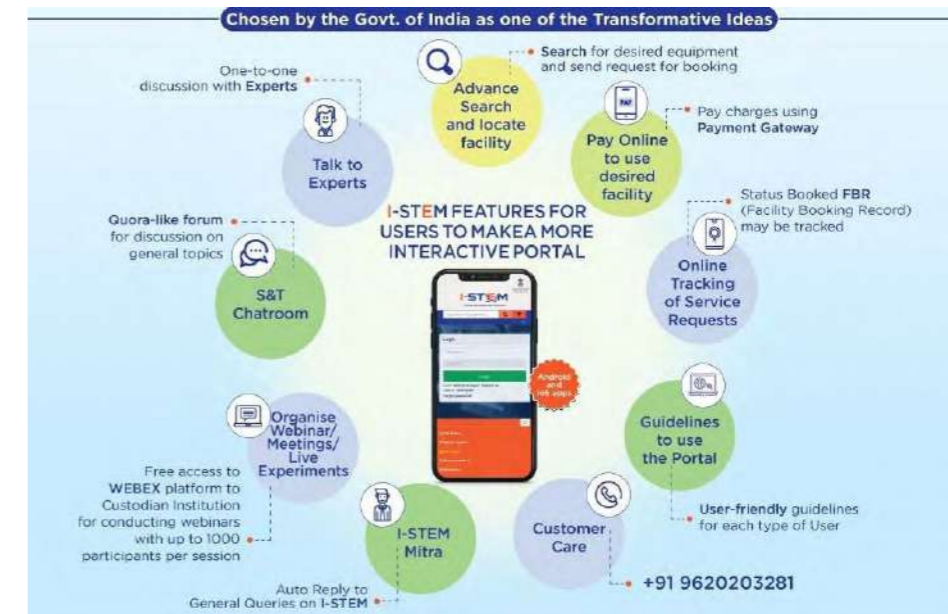 Chosen by the Govt. of India as one of the Transformative Ideas
Search for desired equipment
and send request for booking
Advance
Search
and locate
facility
One-to-one
discussion with Experts
Talk to
Experts
PAY
Pay Online
to use
desired
facility
Pay charges using
Payment Gateway
I-STEM FEATURES FOR
USERS TO MAKEA MORE
INTERACTIVE PORTAL
Status Booked FBR
(Facility Booking Record)
may be tracked
Online
Tracking
of Service
Requests
Quora-like forum
for discussion on
general topics
S&T
Chatroom
I-STEM
Login
Android
and
iOS apps
Guidelines
to use
the Portal
User-friendly guidelines
for each type of User
Organise
Webinar/
Meetings/
Live
Experiments
Free access to
WEBEX platform to
Custodian Institution
for conducting webinars
with up to 1000
participants per session
I-STEM
Mitra
Auto Reply to
General Queries on I-STEM
Customer
Care
+91 9620203281